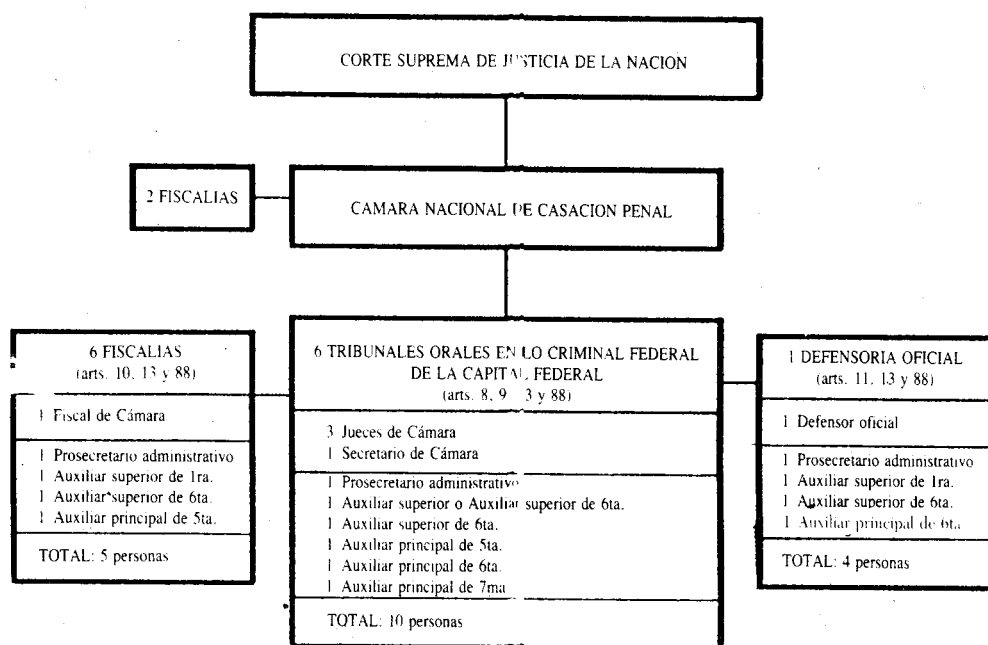 CORTE SUPREMA DE JUSTICIA DE LA NACION
2 FISCALIAS
CAMARA NACIONAL DE CASACION PENAL
6 FISCALIAS
(arts. 10, 13 y 88)
1 Fiscal de Cámara
1 Prosecretario administrativo
1 Auxiliar superior de 1ra.
1 Auxiliar superior de 6ta.
1 Auxiliar principal de 5ta.
TOTAL: 5 personas
6 TRIBUNALES ORALES EN LO CRIMINAL FEDERAL
DE LA CAPITAL FEDERAL
(arts. 8, 9 3 y 88)
3 Jueces de Cámara
1 Secretario de Cámara
1 Prosecretario administrativo
1 Auxiliar superior o Auxiliar superior de 6ta.
1 Auxiliar superior de 6ta.
1 Auxiliar principal de 5ta.
1 Auxiliar principal de 6ta.
1 Auxiliar principal de 7ma
TOTAL: 10 personas
1 DEFENSORIA OFICIAL
(arts. 11, 13 y 88)
1 Defensor oficial
1 Prosecretario administrativo
1 Auxiliar superior de 1ra.
1 Auxiliar superior de 6ta.
1 Auxiliar principal de 6ta
TOTAL: 4 personas